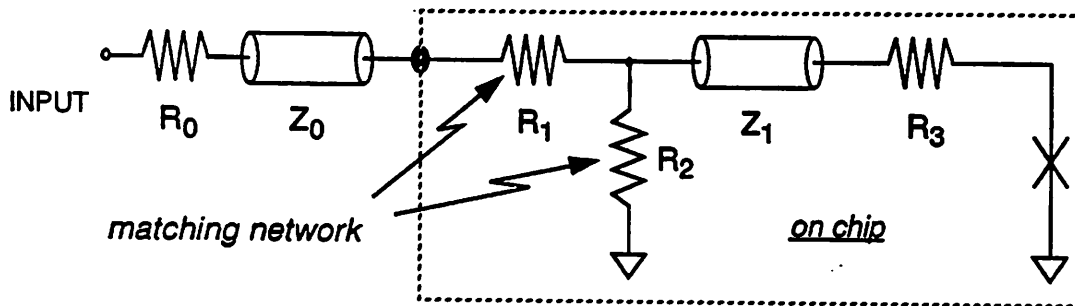 INPUT
R0
Z0
R1
R2
Z1
R3
matching network
on chip